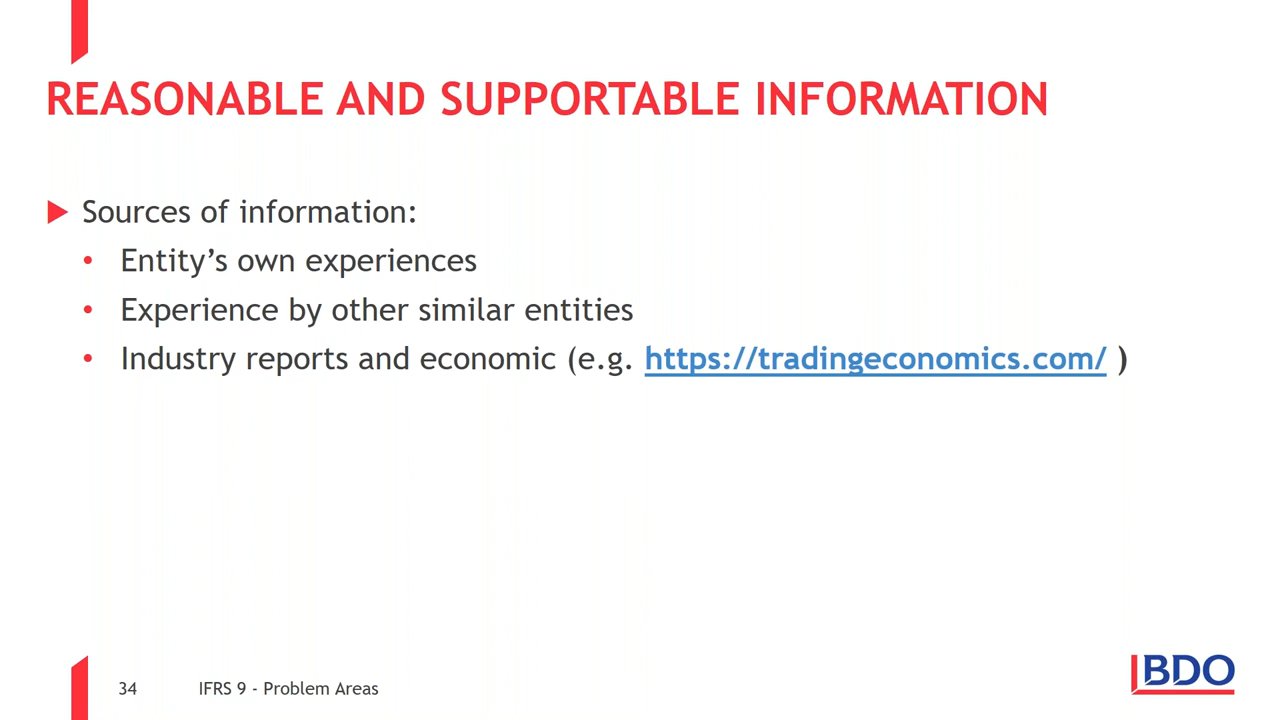 REASONABLE AND SUPPORTABLE INFORMATION
Sources of information:
• Entity’s own experiences
• Experience by other similar entities
• Industry reports and economic (e.g. https://tradingeconomics.com/ )
34 IFRS 9 - Problem Areas
BDO